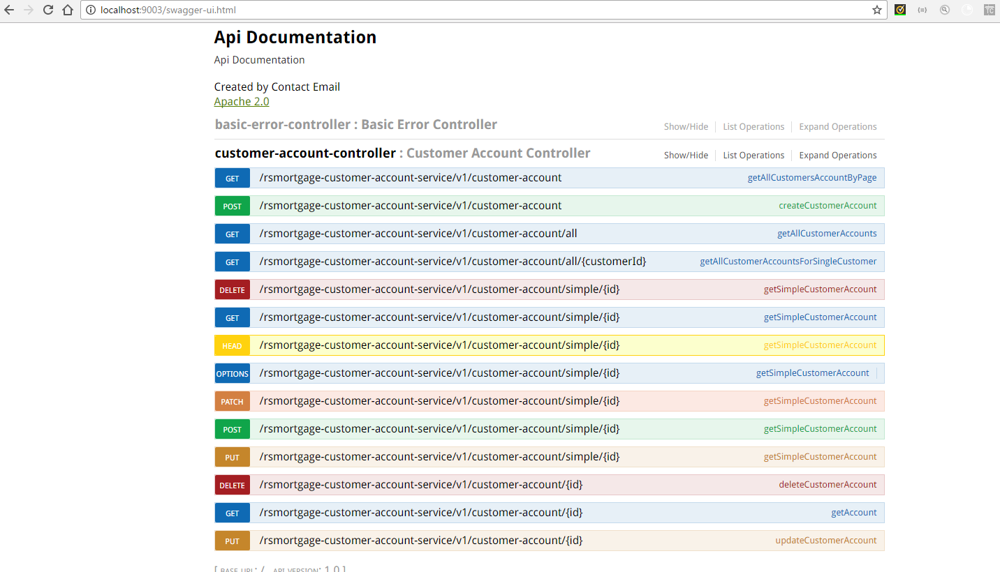 localhost:9003/swagger-ui.html
TC
Api Documentation
Api Documentation
Created by Contact Email
Apache 2.0
basic-error-controller : Basic Error Controller Show/Hide List Operations Expand Operations
customer-account-controller : Customer Account Controller Show/Hide List Operations Expand Operations
GET /rsmortgage-customer-account-service/v1/customer-account getAllCustomersAccountByPage
POST /rsmortgage-customer-account-service/v1/customer-account createCustomerAccount
GET /rsmortgage-customer-account-service/v1/customer-account/all getAllCustomerAccounts
GET /rsmortgage-customer-account-service/v1/customer-account/all/{customerId} getAllCustomerAccountsForSingleCustomer
DELETE /rsmortgage-customer-account-service/v1/customer-account/simple/{id} getSimpleCustomerAccount
GET /rsmortgage-customer-account-service/v1/customer-account/simple/{id} getSimpleCustomerAccount
HEAD /rsmortgage-customer-account-service/v1/customer-account/simple/{id} getSimpleCustomerAccount
OPTIONS /rsmortgage-customer-account-service/v1/customer-account/simple/{id} getSimpleCustomerAccount
PATCH /rsmortgage-customer-account-service/v1/customer-account/simple/{id} getSimpleCustomerAccount
POST /rsmortgage-customer-account-service/v1/customer-account/simple/{id} getSimpleCustomerAccount
PUT /rsmortgage-customer-account-service/v1/customer-account/simple/{id} getSimpleCustomerAccount
DELETE /rsmortgage-customer-account-service/v1/customer-account/{id} deleteCustomerAccount
GET /rsmortgage-customer-account-service/v1/customer-account/{id} getAccount
PUT /rsmortgage-customer-account-service/v1/customer-account/{id} updateCustomerAccount
[ BASE URL: / , API VERSION: 1.0 ]